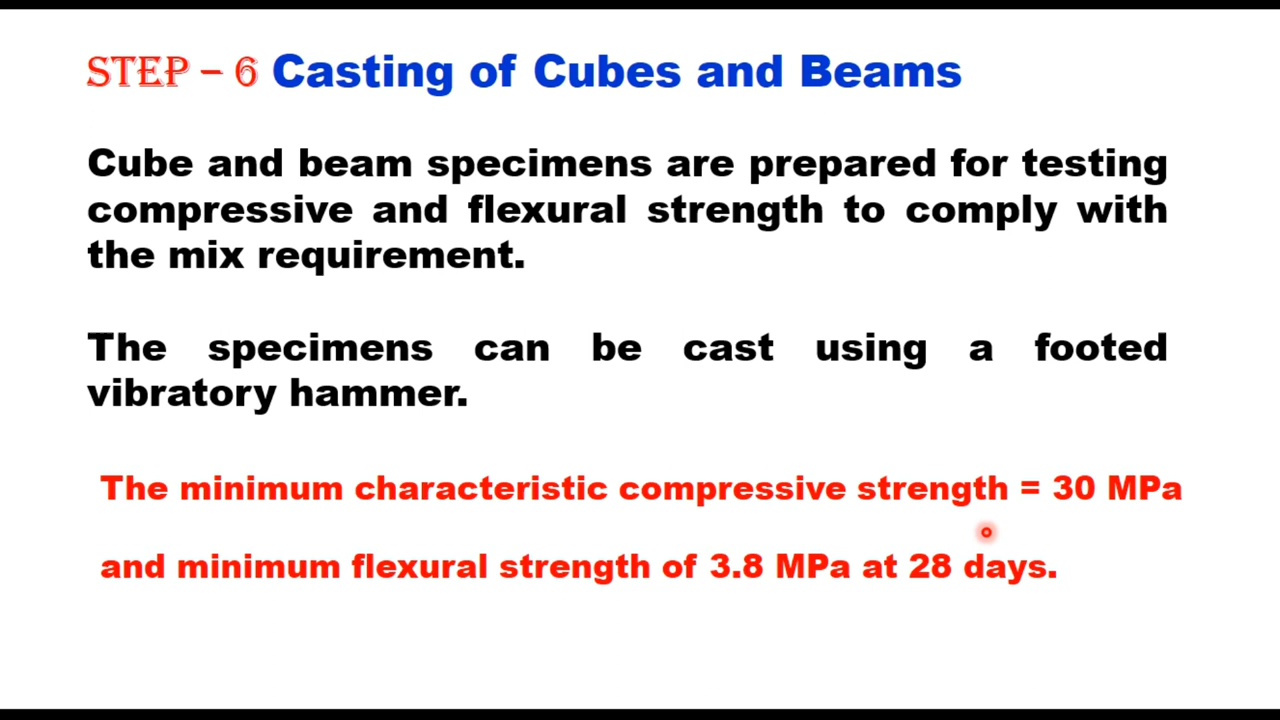 STEP – 6 Casting of Cubes and Beams
Cube and beam specimens are prepared for testing
compressive and flexural strength to comply with
the mix requirement.
The specimens can be cast using a footed
vibratory hammer.
The minimum characteristic compressive strength = 30 MPa
and minimum flexural strength of 3.8 MPa at 28 days.